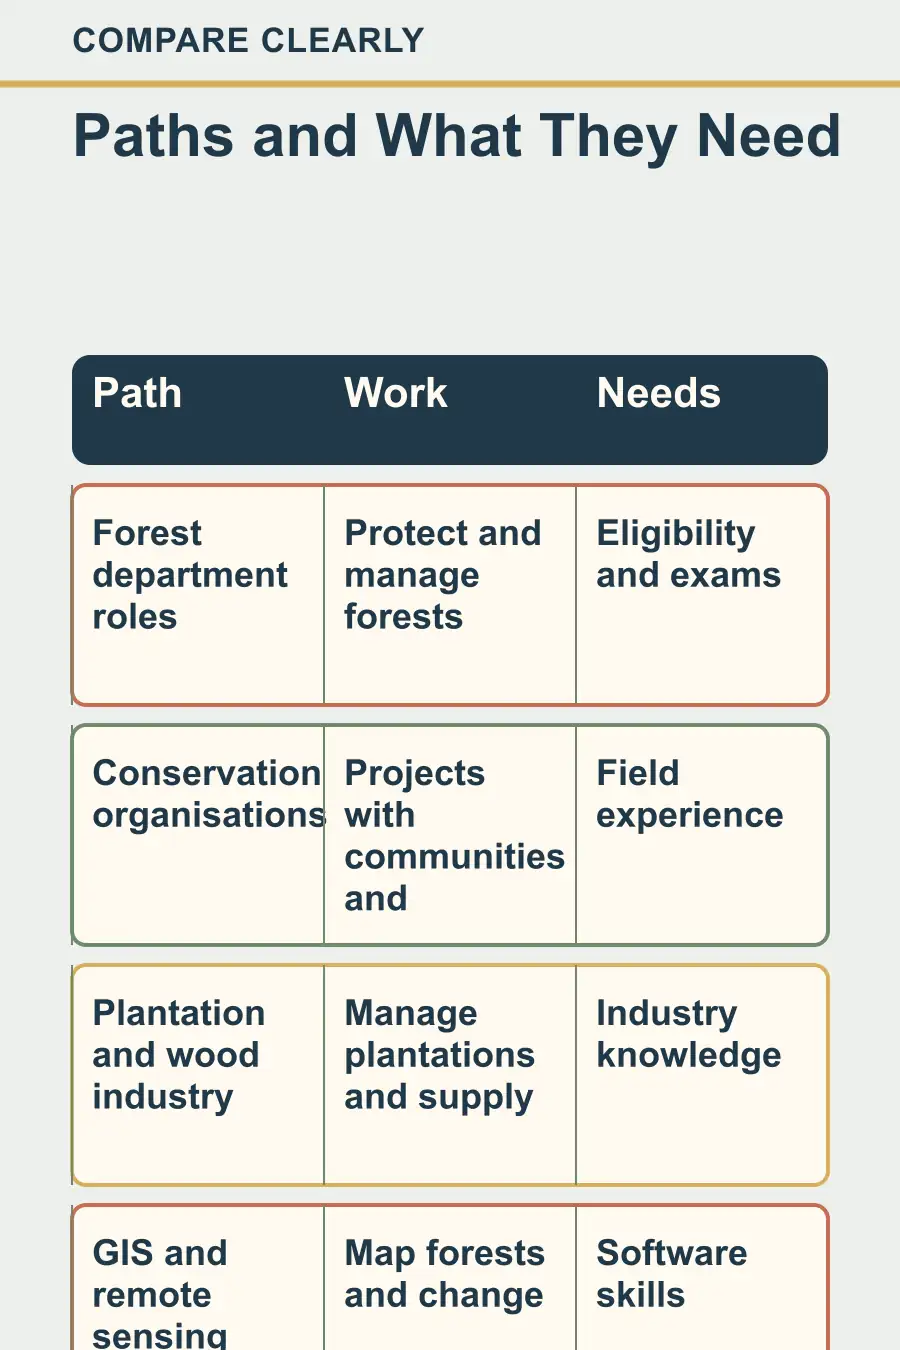 COMPARE CLEARLY
Paths and What They Need
Path
Work
Needs
Forest
department
roles
Protect and
manage
forests
Eligibility
and exams
Conservation
organisations
Projects
with
communities
and
Field
experience
Plantation
and wood
industry
Manage
plantations
and supply
Industry
knowledge
GIS and
remote
sensing
Map forests
and change
Software
skills